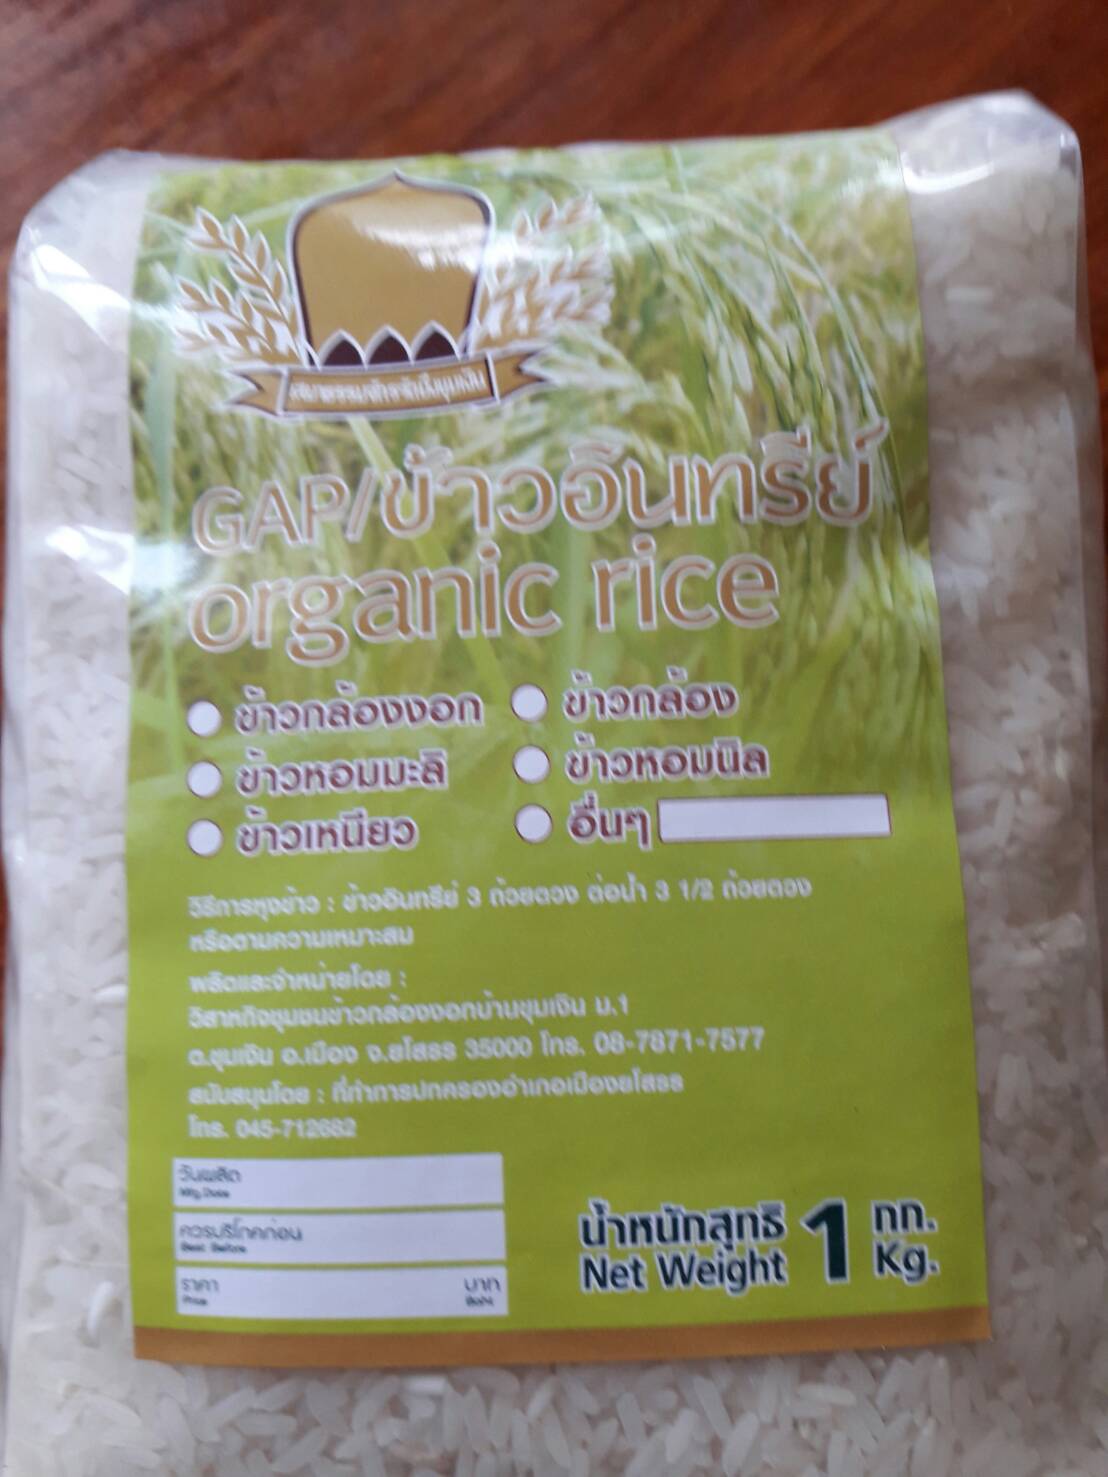 GAP/ข้าวอินทรีย์
organic rice
ข้าวกล้องงอก ข้าวกล้อง
ข้าวหอมมะลิ ข้าวหอมนิล
ข้าวเหนียว อื่นๆ
วิธีการหุงข้าว : ข้าวอินทรีย์ 3 ถ้วยตวง ต่อน้ำ 3 1/2 ถ้วยตวง
หรือตามความเหมาะสม
ผลิตและจำหน่ายโดย :
วิสาหกิจชุมชนข้าวกล้องงอกบ้านขุมเงิน ม.1
ต.ขุมเงิน อ.เมือง จ.ยโสธร 35000 โทร. 08-7871-7577
สนับสนุนโดย : ที่ทำการปกครองอำเภอเมืองยโสธร
โทร. 045-712682
วันผลิต
Mfg.Date
ควรบริโภคก่อน
Best Before
ราคา บาท
Price Baht
น้ำหนักสุทธิ 1 กก.
Net Weight Kg.